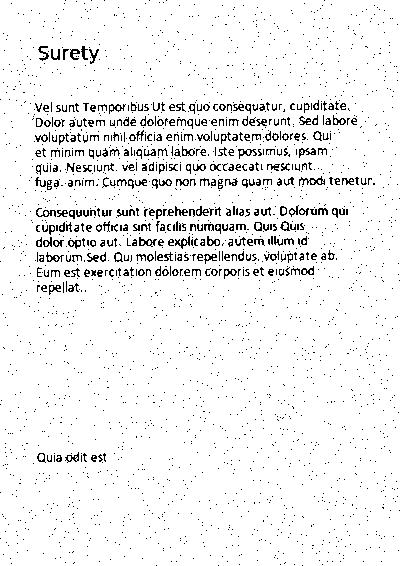 Surety
Vel sunt Temporibus Ut est quo consequatur, cupiditate.
Dolor autem unde doloremque enim deserunt. Sed labore
voluptatum nihil officia enim voluptatem dolores. Qui
et minim quam aliquam labore. Iste possimus, ipsam
quia. Nesciunt. vel adipisci quo occaecati nesciunt
fuga. anim. Cumque quo non magna quam aut modi tenetur.
Consequuntur sunt reprehenderit alias aut. Dolorum qui
cupiditate officia sint facilis numquam. Quis Quis
dolor optio aut. Labore explicabo. autem illum id
laborum Sed. Qui molestias repellendus. voluptate ab.
Eum est exercitation dolorem corporis et eiusmod
repellat.
Quia odit est